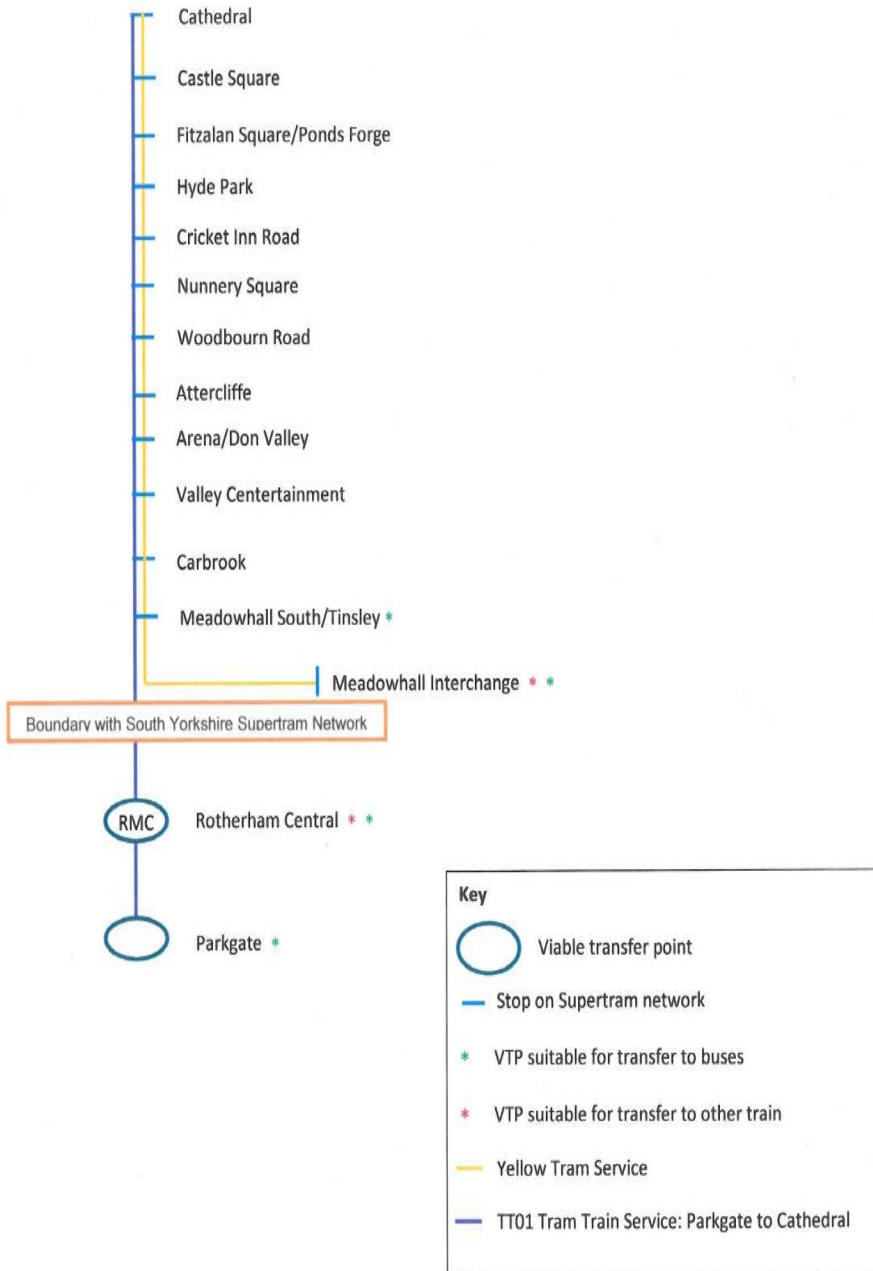 Cathedral
Castle Square
Fitzalan Square/Ponds Forge
Hyde Park
Cricket Inn Road
Nunnery Square
Woodbourn Road
Attercliffe
Arena/Don Valley
Valley Centertainment
Carbrook
Meadowhall South/Tinsley *
Meadowhall Interchange * *
Boundary with South Yorkshire Supertram Network
RMC Rotherham Central * *
Parkgate *
Key
Viable transfer point
Stop on Supertram network
* VTP suitable for transfer to buses
* VTP suitable for transfer to other train
Yellow Tram Service
TT01 Tram Train Service: Parkgate to Cathedral